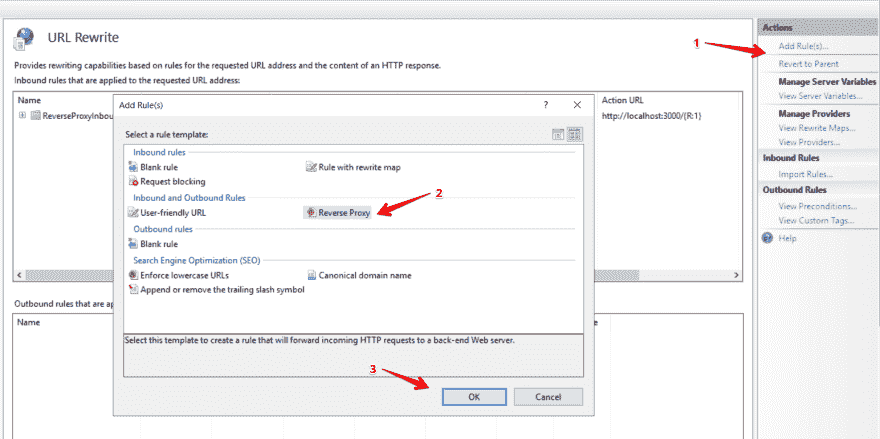 URL Rewrite
Provides rewriting capabilities based on rules for the requested URL address and the content of an HTTP response.
Inbound rules that are applied to the requested URL address:
Name
Action URL
ReverseProxyInbou
http://localhost:3000/{R:1}
Add Rule(s)
?
Select a rule template:
Inbound rules
Blank rule
Rule with rewrite map
Request blocking
Inbound and Outbound Rules
User-friendly URL
Reverse Proxy
2
Outbound rules
Blank rule
Search Engine Optimization (SEO)
Enforce lowercase URLs
Canonical domain name
Append or remove the trailing slash symbol
Select this template to create a rule that will forward incoming HTTP requests to a back-end Web server.
3
OK
Cancel
Outbound rules that are ap
Name
e
1
Actions
Add Rule(s)...
Revert to Parent
Manage Server Variables
View Server Variables...
Manage Providers
View Rewrite Maps...
View Providers...
Inbound Rules
Import Rules...
Outbound Rules
View Preconditions...
View Custom Tags...
Help